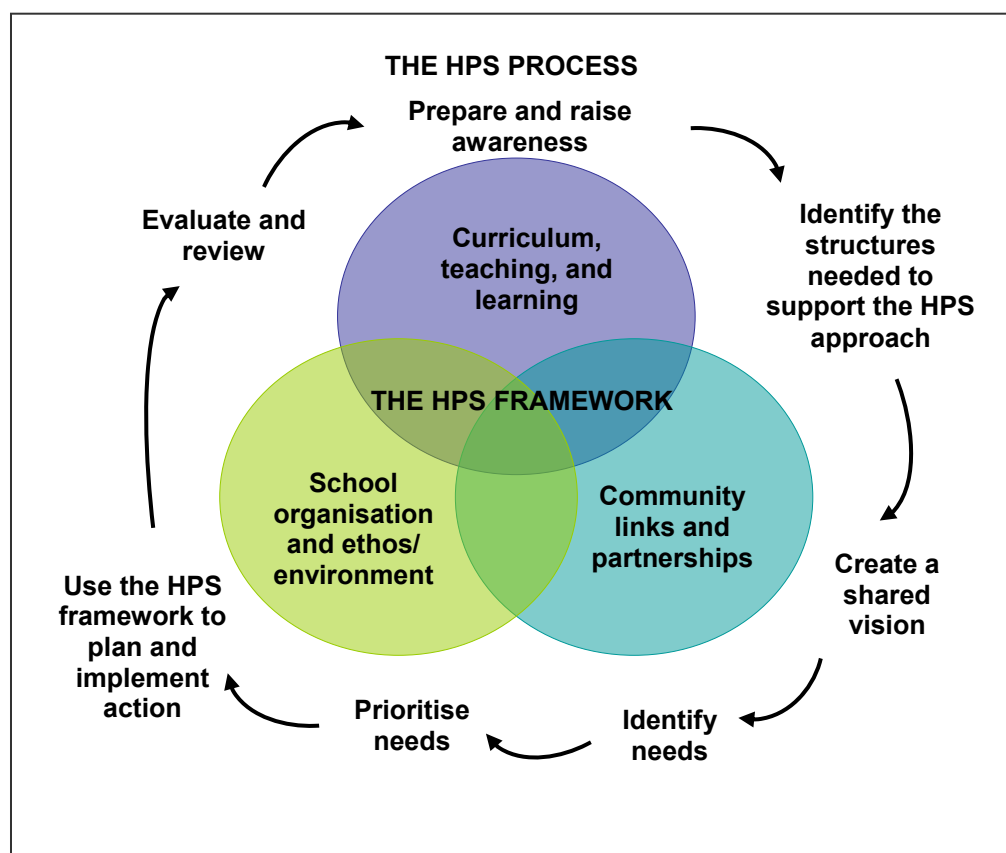 THE HPS PROCESS
Prepare and raise
awareness
Identify the
structures
needed to
support the HPS
approach
Create a
shared
vision
Identify
needs
Prioritise
needs
Use the HPS
framework to
plan and
implement
action
Evaluate and
review
Curriculum,
teaching, and
learning
THE HPS FRAMEWORK
School
organisation
and ethos/
environment
Community
links and
partnerships